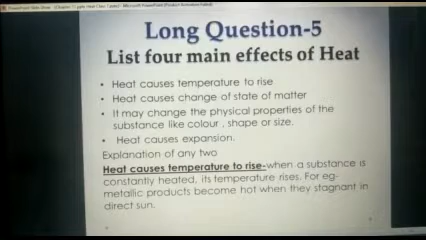 Long Question-5
List four main effects of Heat
• Heat causes temperature to rise
• Heat causes change of state of matter
• It may change the physical properties of the
substance like colour , shape or size.
• Heat causes expansion.
Explanation of any two
Heat causes temperature to rise-when a substance is
constantly heated, its temperature rises. For eg-
metallic products become hot when they stagnant in
direct sun.